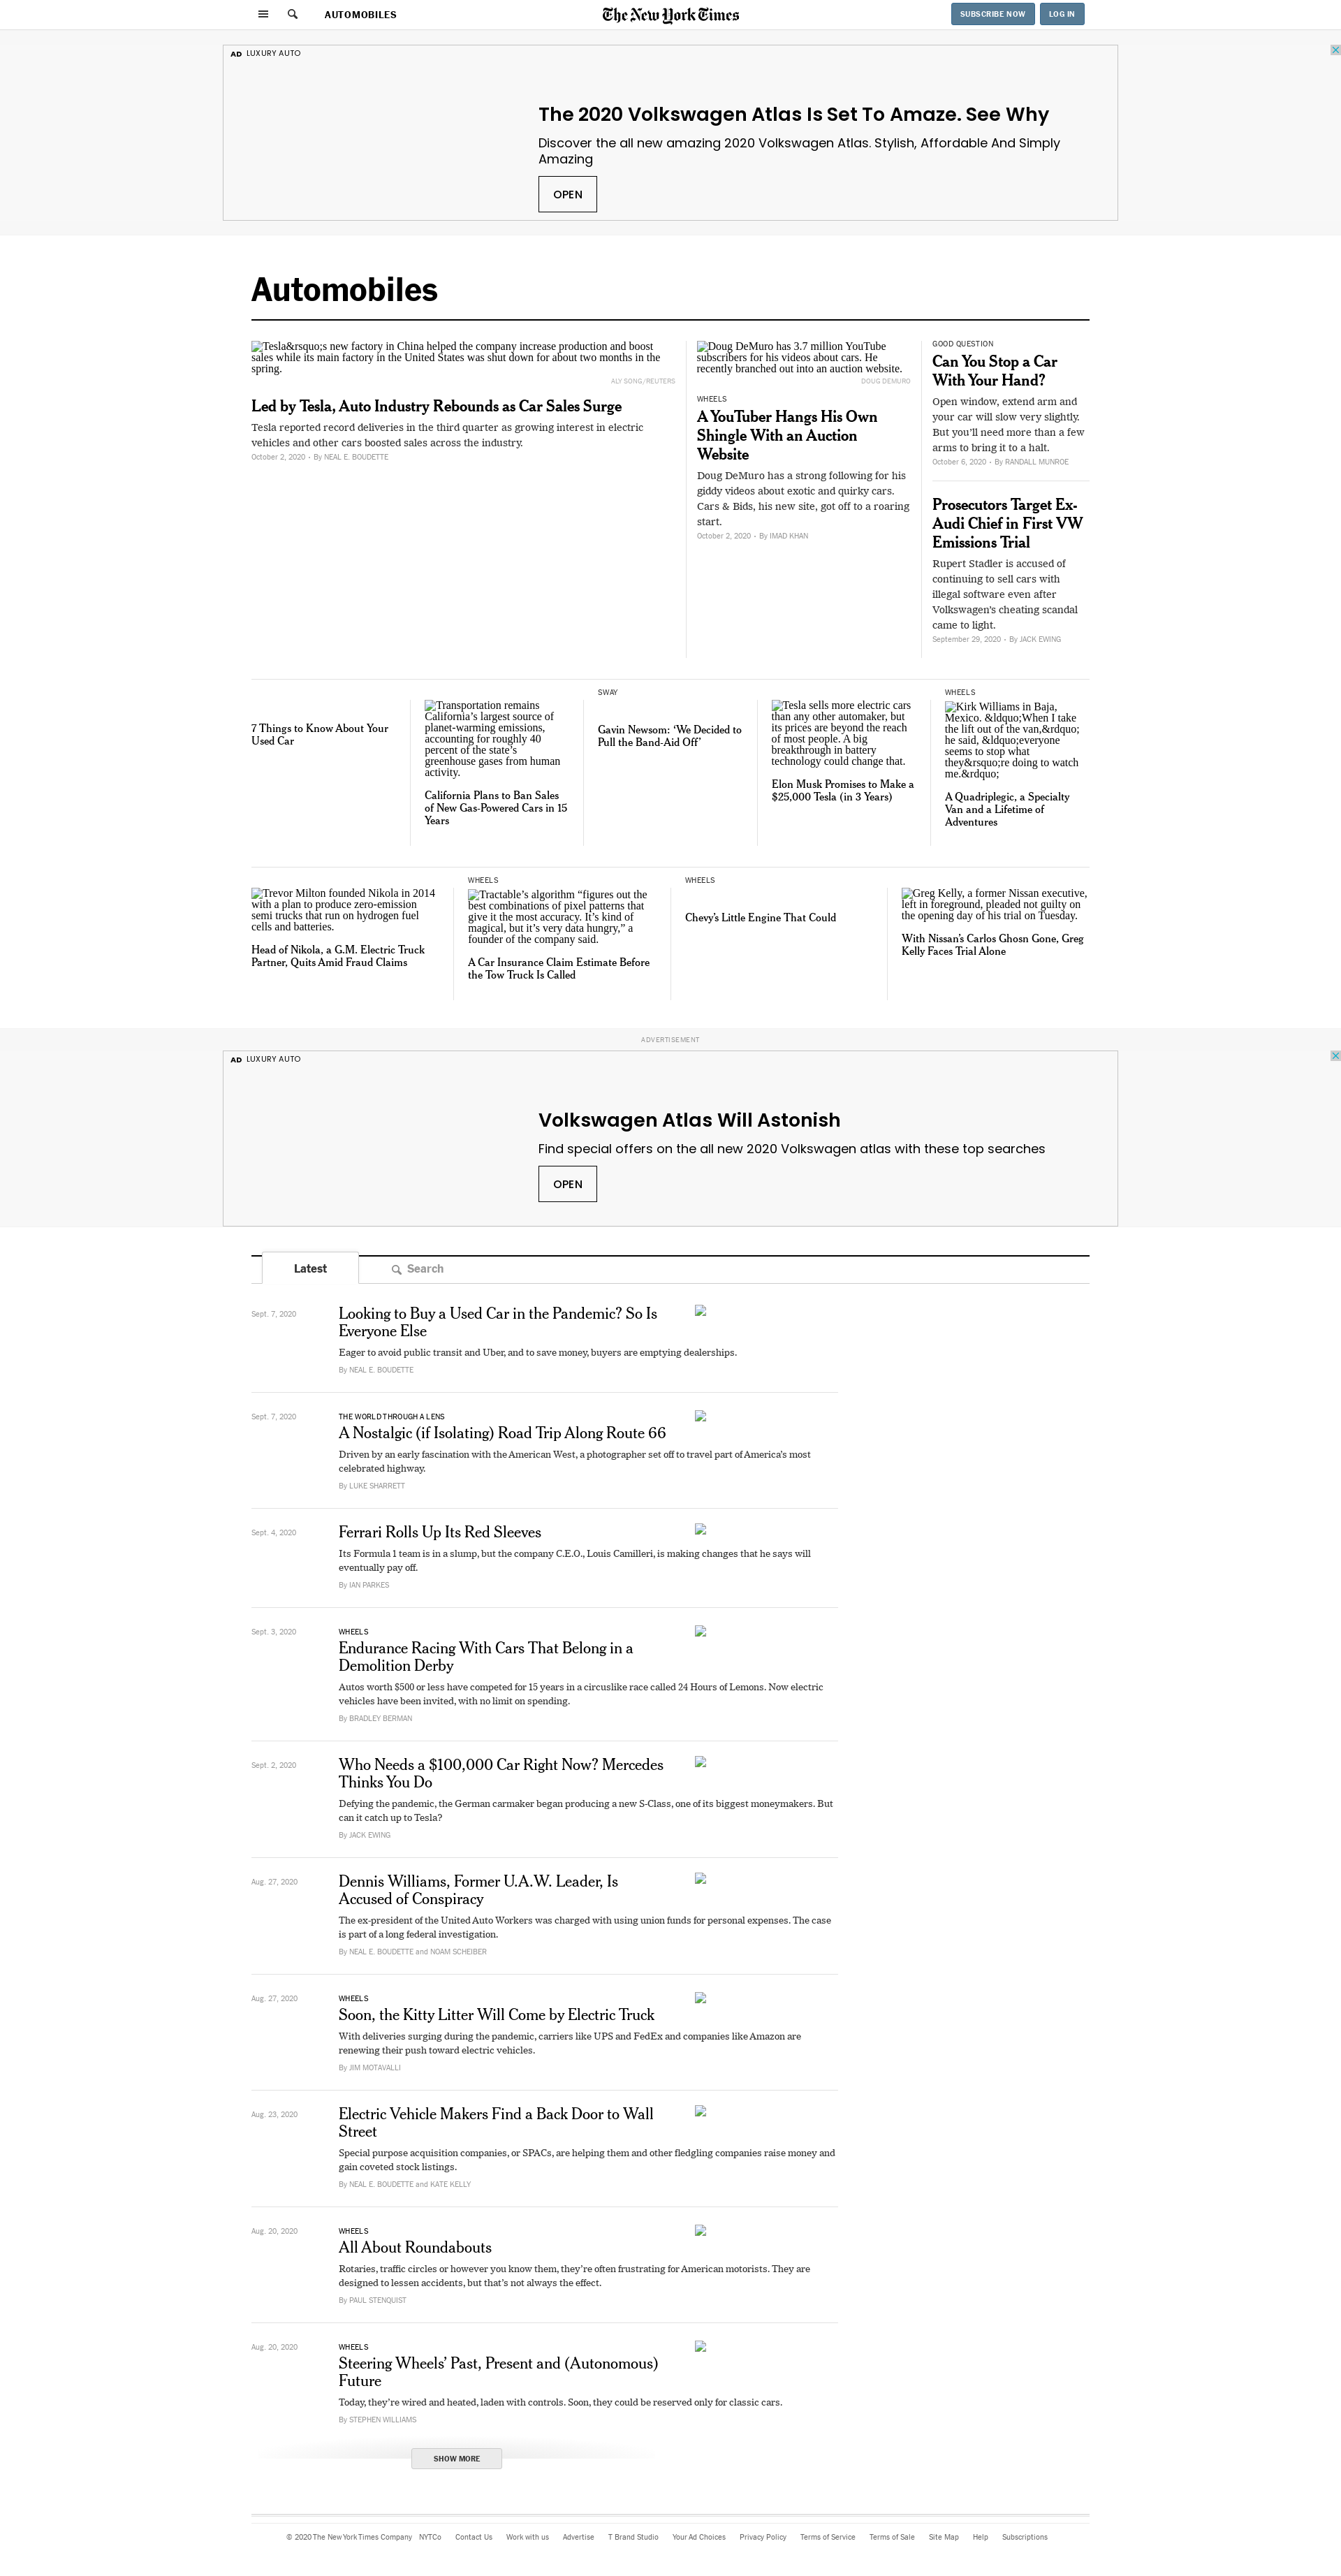 AUTOMOBILES
The New York Times
SUBSCRIBE NOW
LOG IN
AD LUXURY AUTO
The 2020 Volkswagen Atlas Is Set To Amaze. See Why
Discover the all new amazing 2020 Volkswagen Atlas. Stylish, Affordable And Simply
Amazing
OPEN
Automobiles
Tesla&rsquo;s new factory in China helped the company increase production and boost
sales while its main factory in the United States was shut down for about two months in the
spring.
ALY SONG/REUTERS
Led by Tesla, Auto Industry Rebounds as Car Sales Surge
Tesla reported record deliveries in the third quarter as growing interest in electric
vehicles and other cars boosted sales across the industry.
October 2, 2020 • By NEAL E. BOUDETTE
Doug DeMuro has 3.7 million YouTube
subscribers for his videos about cars. He
recently branched out into an auction website.
DOUG DEMURO
WHEELS
A YouTuber Hangs His Own
Shingle With an Auction
Website
Doug DeMuro has a strong following for his
giddy videos about exotic and quirky cars.
Cars & Bids, his new site, got off to a roaring
start.
October 2, 2020 • By IMAD KHAN
GOOD QUESTION
Can You Stop a Car
With Your Hand?
Open window, extend arm and
your car will slow very slightly.
But you’ll need more than a few
arms to bring it to a halt.
October 6, 2020 • By RANDALL MUNROE
Prosecutors Target Ex-
Audi Chief in First VW
Emissions Trial
Rupert Stadler is accused of
continuing to sell cars with
illegal software even after
Volkswagen’s cheating scandal
came to light.
September 29, 2020 • By JACK EWING
7 Things to Know About Your
Used Car
Transportation remains
California’s largest source of
planet-warming emissions,
accounting for roughly 40
percent of the state’s
greenhouse gases from human
activity.
California Plans to Ban Sales
of New Gas-Powered Cars in 15
Years
SWAY
Gavin Newsom: ‘We Decided to
Pull the Band-Aid Off’
Tesla sells more electric cars
than any other automaker, but
its prices are beyond the reach
of most people. A big
breakthrough in battery
technology could change that.
Elon Musk Promises to Make a
$25,000 Tesla (in 3 Years)
WHEELS
Kirk Williams in Baja,
Mexico. &ldquo;When I take
the lift out of the van,&rdquo;
he said, &ldquo;everyone
seems to stop what
they&rsquo;re doing to watch
me.&rdquo;
A Quadriplegic, a Specialty
Van and a Lifetime of
Adventures
Trevor Milton founded Nikola in 2014
with a plan to produce zero-emission
semi trucks that run on hydrogen fuel
cells and batteries.
Head of Nikola, a G.M. Electric Truck
Partner, Quits Amid Fraud Claims
WHEELS
Tractable’s algorithm “figures out the
best combinations of pixel patterns that
give it the most accuracy. It’s kind of
magical, but it’s very data hungry,” a
founder of the company said.
A Car Insurance Claim Estimate Before
the Tow Truck Is Called
WHEELS
Chevy’s Little Engine That Could
Greg Kelly, a former Nissan executive,
left in foreground, pleaded not guilty on
the opening day of his trial on Tuesday.
With Nissan’s Carlos Ghosn Gone, Greg
Kelly Faces Trial Alone
ADVERTISEMENT
AD LUXURY AUTO
Volkswagen Atlas Will Astonish
Find special offers on the all new 2020 Volkswagen atlas with these top searches
OPEN
Latest
Search
Sept. 7, 2020
Looking to Buy a Used Car in the Pandemic? So Is
Everyone Else
Eager to avoid public transit and Uber, and to save money, buyers are emptying dealerships.
By NEAL E. BOUDETTE
Sept. 7, 2020
THE WORLD THROUGH A LENS
A Nostalgic (if Isolating) Road Trip Along Route 66
Driven by an early fascination with the American West, a photographer set off to travel part of America’s most
celebrated highway.
By LUKE SHARRETT
Sept. 4, 2020
Ferrari Rolls Up Its Red Sleeves
Its Formula 1 team is in a slump, but the company C.E.O., Louis Camilleri, is making changes that he says will
eventually pay off.
By IAN PARKES
Sept. 3, 2020
WHEELS
Endurance Racing With Cars That Belong in a
Demolition Derby
Autos worth $500 or less have competed for 15 years in a circuslike race called 24 Hours of Lemons. Now electric
vehicles have been invited, with no limit on spending.
By BRADLEY BERMAN
Sept. 2, 2020
Who Needs a $100,000 Car Right Now? Mercedes
Thinks You Do
Defying the pandemic, the German carmaker began producing a new S-Class, one of its biggest moneymakers. But
can it catch up to Tesla?
By JACK EWING
Aug. 27, 2020
Dennis Williams, Former U.A.W. Leader, Is
Accused of Conspiracy
The ex-president of the United Auto Workers was charged with using union funds for personal expenses. The case
is part of a long federal investigation.
By NEAL E. BOUDETTE and NOAM SCHEIBER
Aug. 27, 2020
WHEELS
Soon, the Kitty Litter Will Come by Electric Truck
With deliveries surging during the pandemic, carriers like UPS and FedEx and companies like Amazon are
renewing their push toward electric vehicles.
By JIM MOTAVALLI
Aug. 23, 2020
Electric Vehicle Makers Find a Back Door to Wall
Street
Special purpose acquisition companies, or SPACs, are helping them and other fledgling companies raise money and
gain coveted stock listings.
By NEAL E. BOUDETTE and KATE KELLY
Aug. 20, 2020
WHEELS
All About Roundabouts
Rotaries, traffic circles or however you know them, they’re often frustrating for American motorists. They are
designed to lessen accidents, but that’s not always the effect.
By PAUL STENQUIST
Aug. 20, 2020
WHEELS
Steering Wheels’ Past, Present and (Autonomous)
Future
Today, they’re wired and heated, laden with controls. Soon, they could be reserved only for classic cars.
By STEPHEN WILLIAMS
SHOW MORE
© 2020 The New York Times Company NYTCo Contact Us Work with us Advertise T Brand Studio Your Ad Choices Privacy Policy Terms of Service Terms of Sale Site Map Help Subscriptions